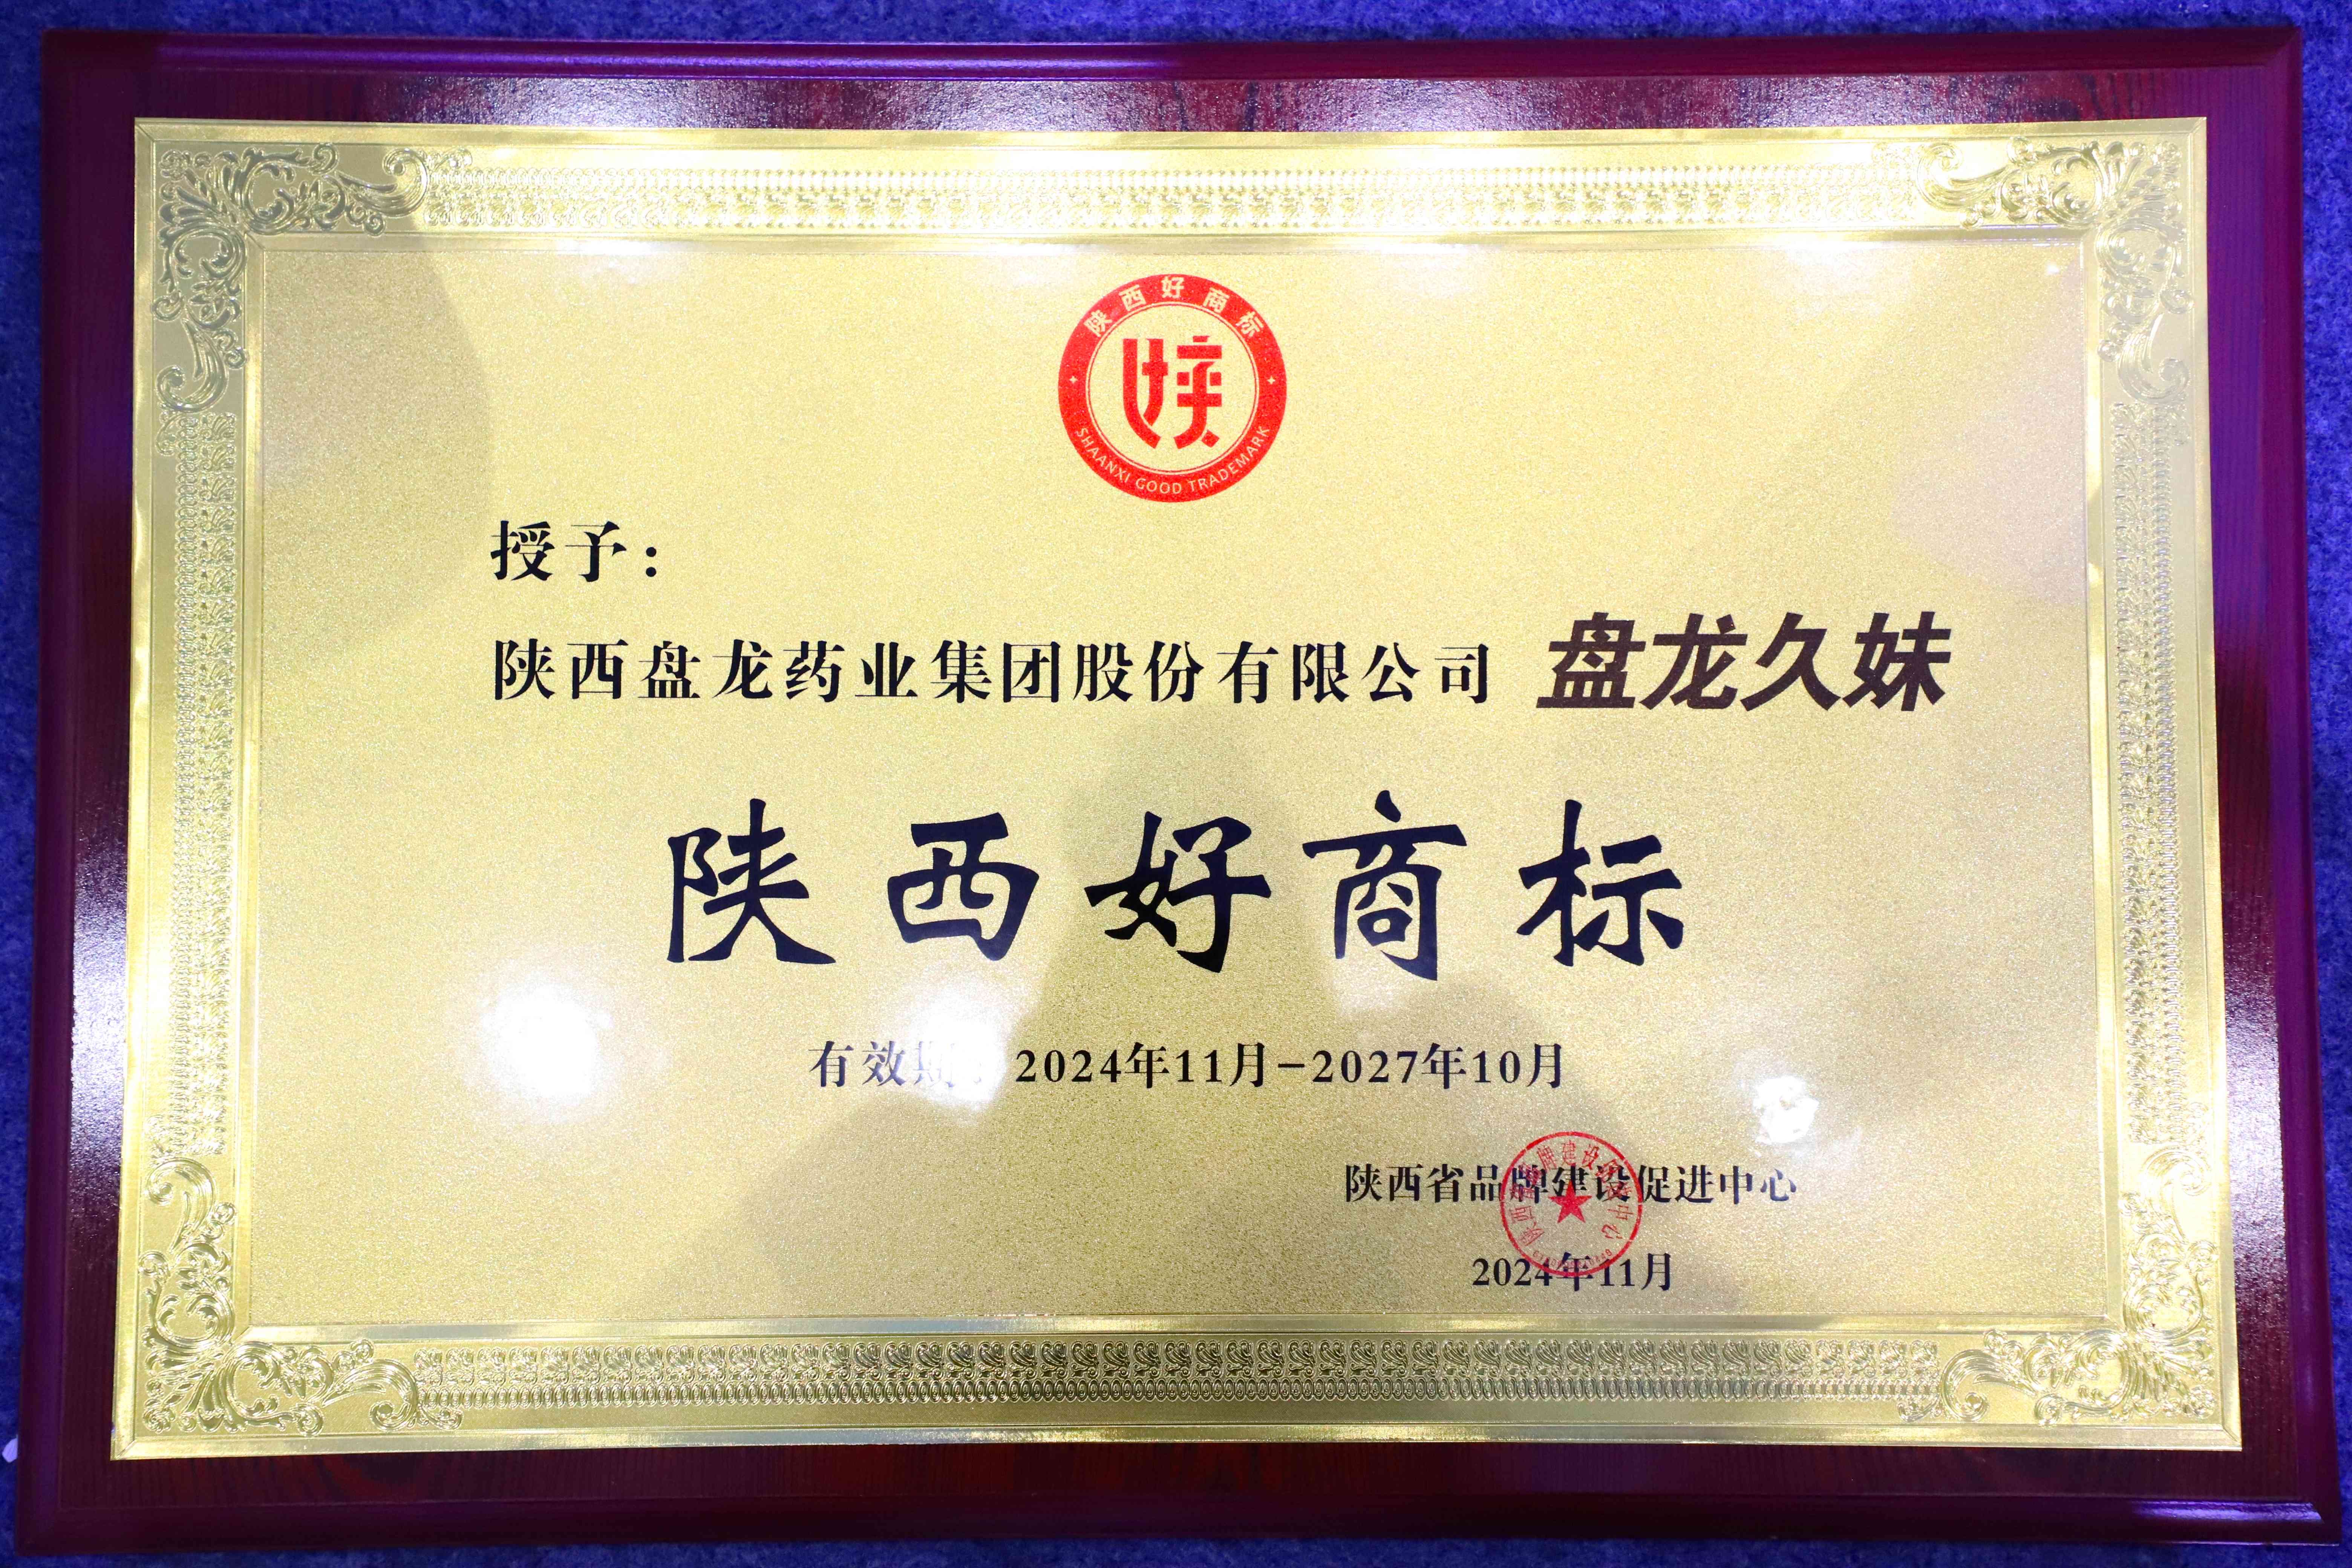 陕西好商标
SHAANXI GOOD TRADEMARK
授予：
陕西盘龙药业集团股份有限公司 盘龙久妹
陕西好商标
有效期：2024年11月-2027年10月
陕西省品牌建设促进中心
2024年11月